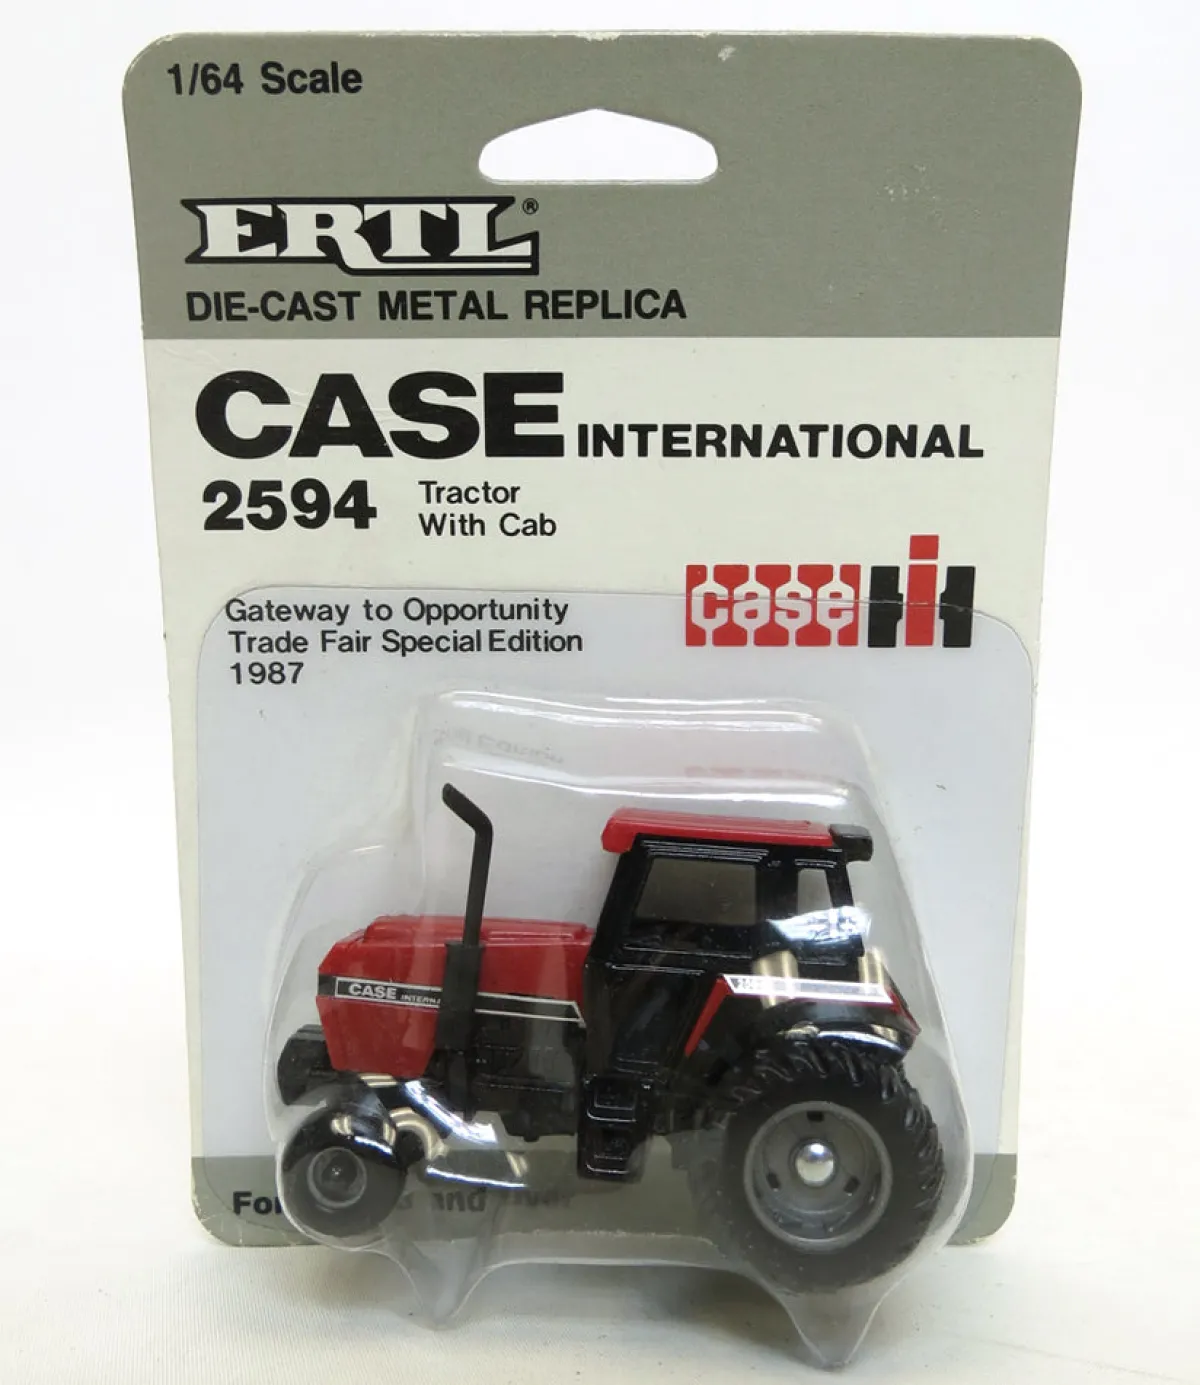 1/64 Scale
ERTL®
DIE-CAST METAL REPLICA
CASE INTERNATIONAL
2594
Tractor
With Cab
case IH
Gateway to Opportunity
Trade Fair Special Edition
1987
CASE